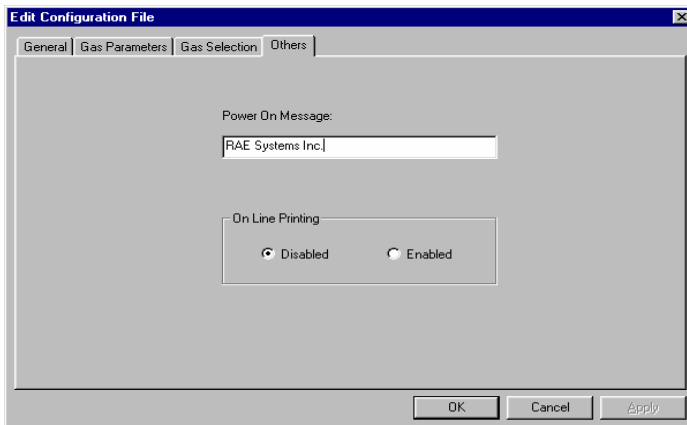 Edit Configuration File
General Gas Parameters Gas Selection Others
Power On Message:
RAE Systems Inc.
On Line Printing
Disabled Enabled
OK Cancel Apply